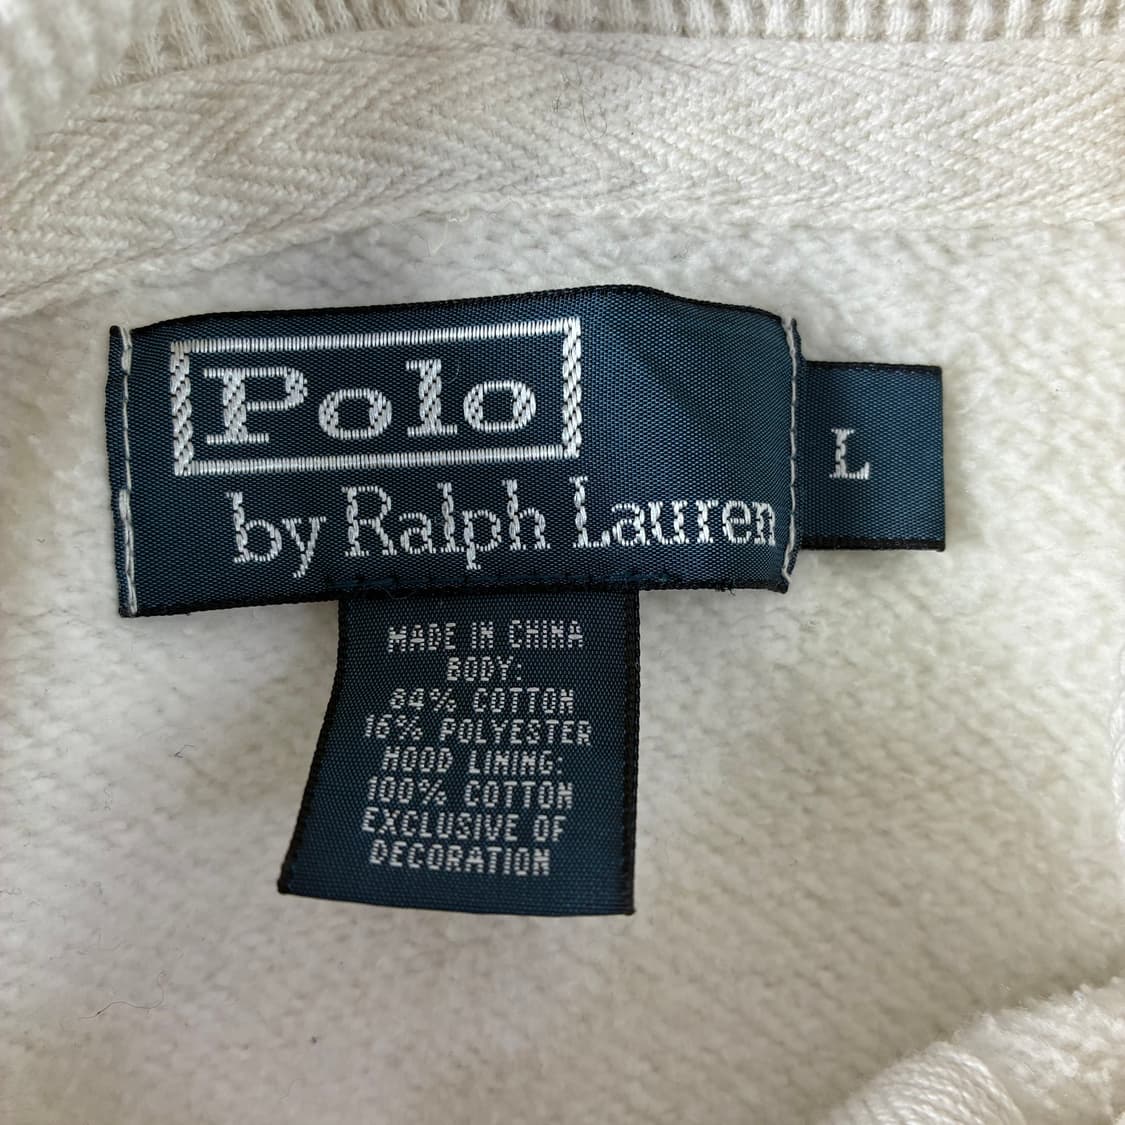 Polo
by Ralph Lauren
L
MADE IN CHINA
BODY:
84% COTTON
16% POLYESTER
HOOD LINING:
100% COTTON
EXCLUSIVE OF
DECORATION